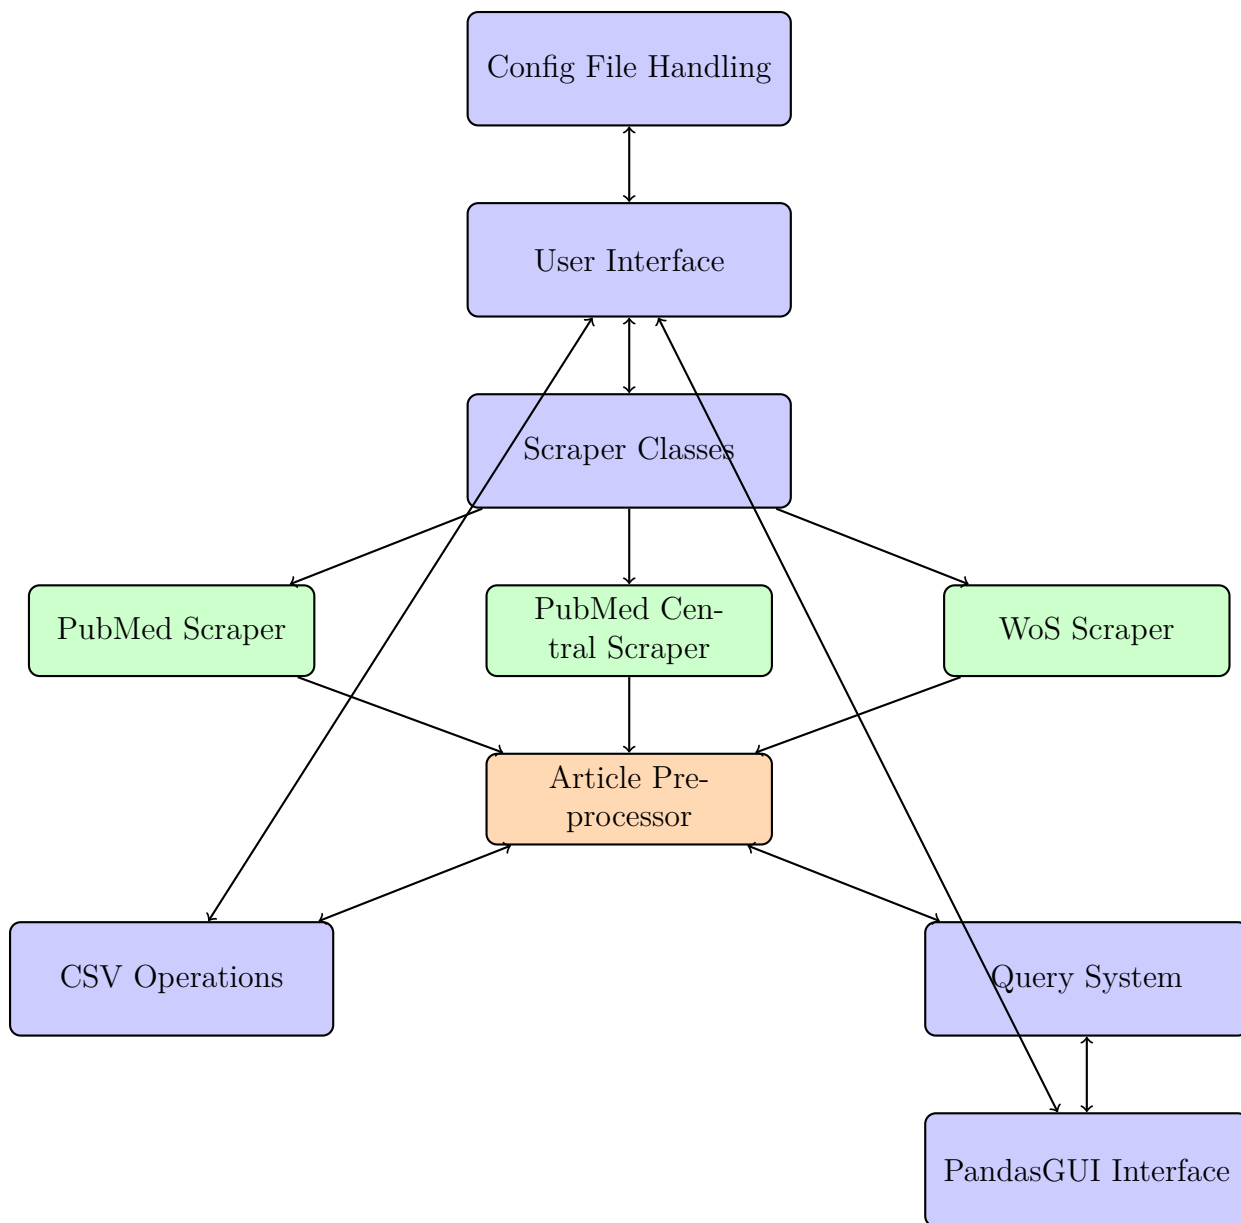 Config File Handling
User Interface
Scraper Classes
PubMed Scraper
PubMed Cen-
tral Scraper
WoS Scraper
Article Pre-
processor
CSV Operations
Query System
PandasGUI Interface